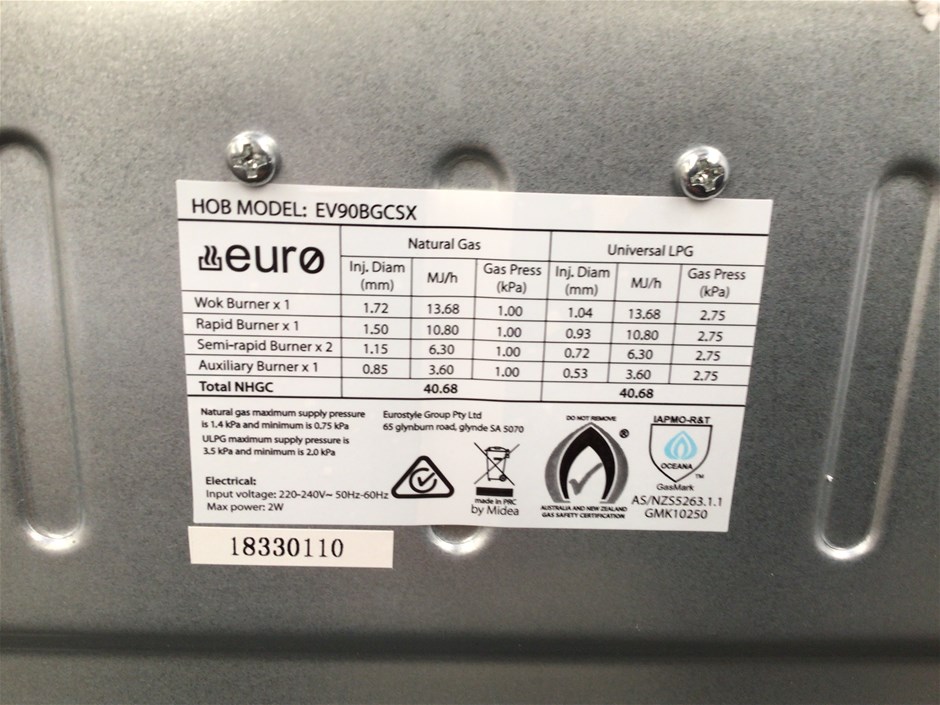 HOB MODEL: EV90BGCSX
euro
Natural Gas Universal LPG
Inj. Diam (mm) MJ/h Gas Press (kPa) Inj. Diam (mm) MJ/h Gas Press (kPa)
Wok Burner x 1 1.72 13.68 1.00 1.04 13.68 2.75
Rapid Burner x 1 1.50 10.80 1.00 0.93 10.80 2.75
Semi-rapid Burner x 2 1.15 6.30 1.00 0.72 6.30 2.75
Auxiliary Burner x 1 0.85 3.60 1.00 0.53 3.60 2.75
Total NHGC 40.68 40.68
Natural gas maximum supply pressure
is 1.4 kPa and minimum is 0.75 kPa
ULPG maximum supply pressure is
3.5 kPa and minimum is 2.0 kPa
Electrical:
Input voltage: 220-240V~ 50Hz-60Hz
Max power: 2W
Eurostyle Group Pty Ltd
65 glynburn road, glynde SA 5070
made in PRC
by Midea
DO NOT REMOVE
®
AUSTRALIA AND NEW ZEALAND
GAS SAFETY CERTIFICATION
IAPMO-R&T
OCEANA
TM
GasMark
AS/NZS5263.1.1
GMK10250
18330110